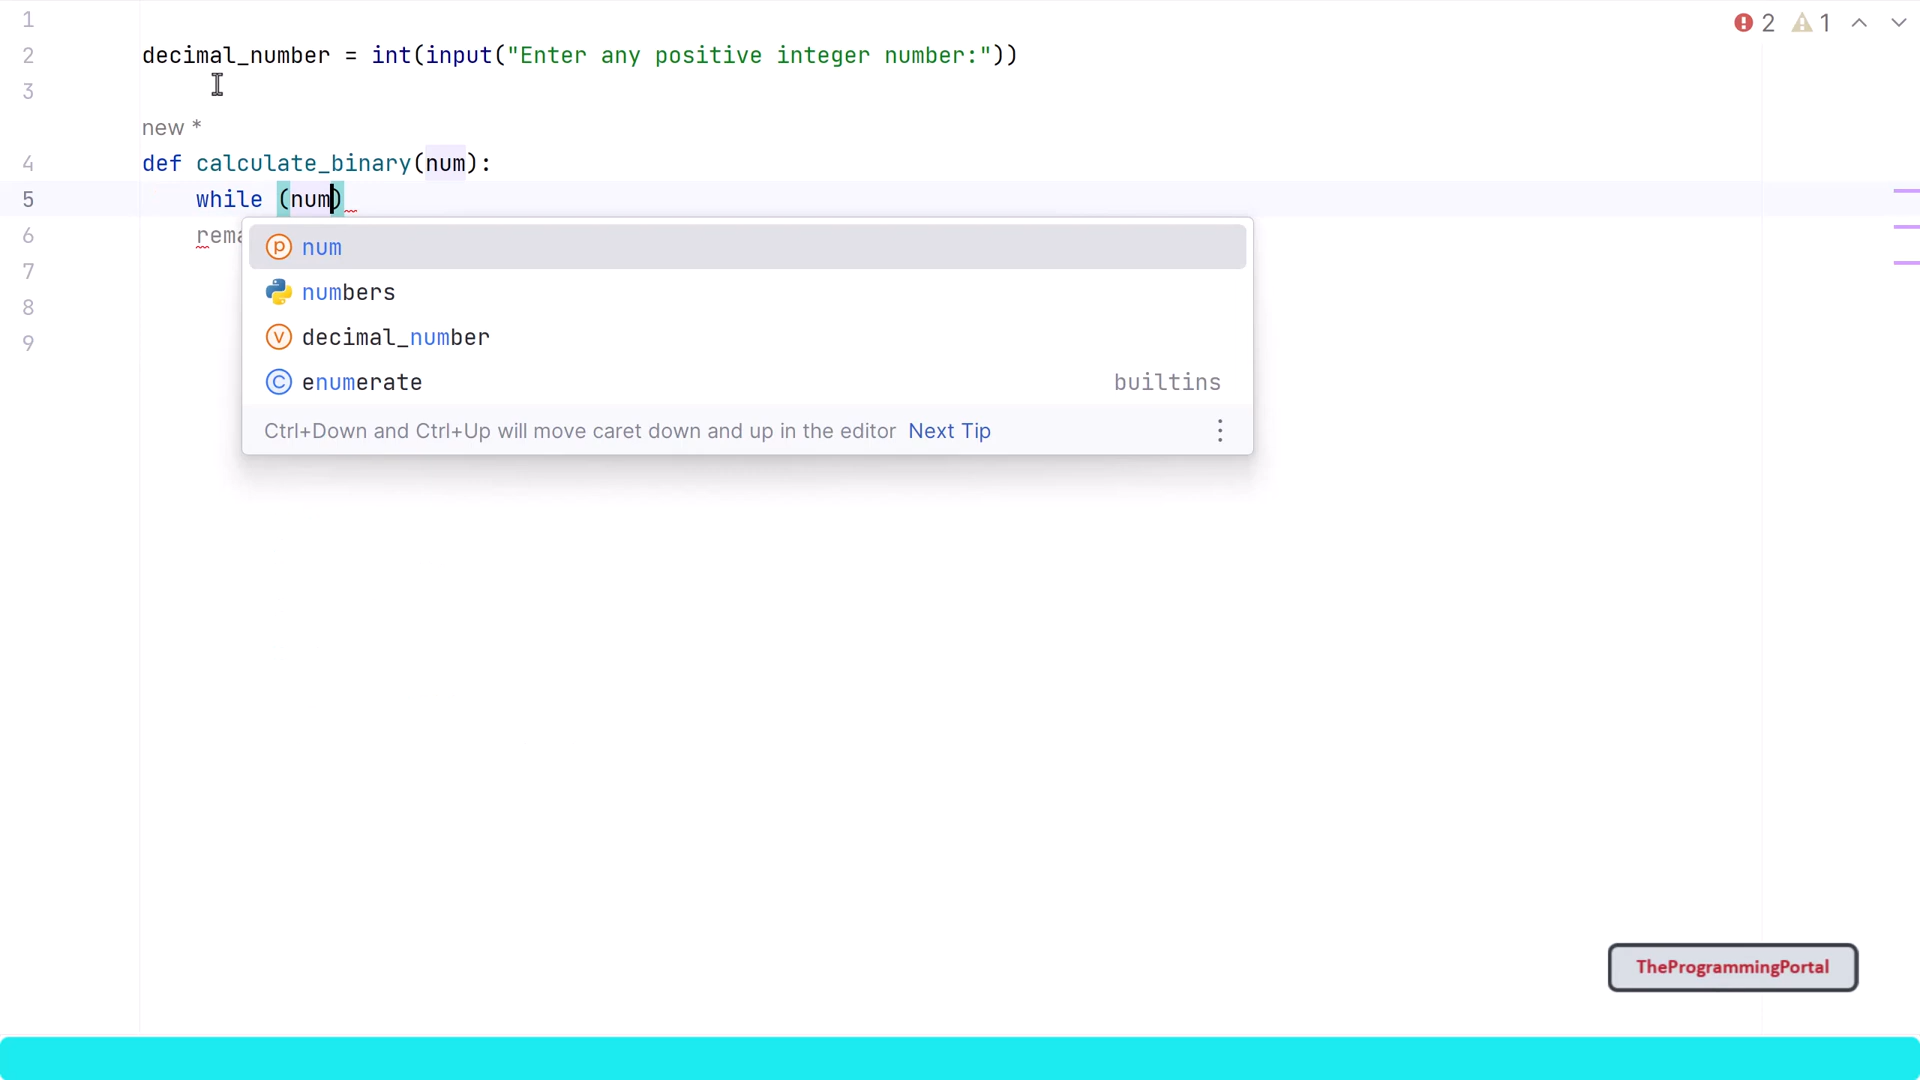 1
2 decimal_number = int(input("Enter any positive integer number:"))
3
new *
4 def calculate_binary(num):
5 while (num)
6
7
8
9
2 1
num
numbers
decimal_number
enumerate builtins
Ctrl+Down and Ctrl+Up will move caret down and up in the editor Next Tip
TheProgrammingPortal